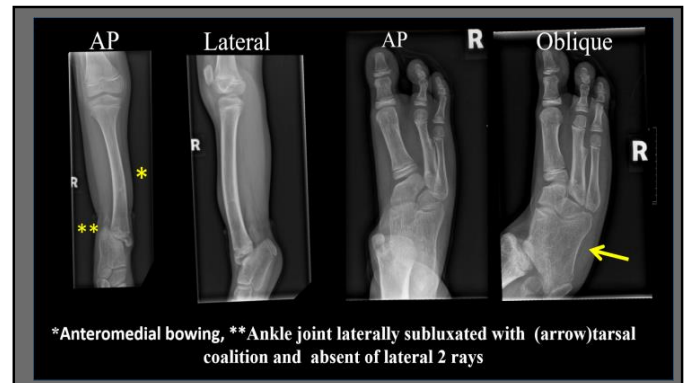 AP
Lateral
AP
R
Oblique
R
R
R
*
**
*Anteromedial bowing, **Ankle joint laterally subluxated with (arrow)tarsal
coalition and absent of lateral 2 rays